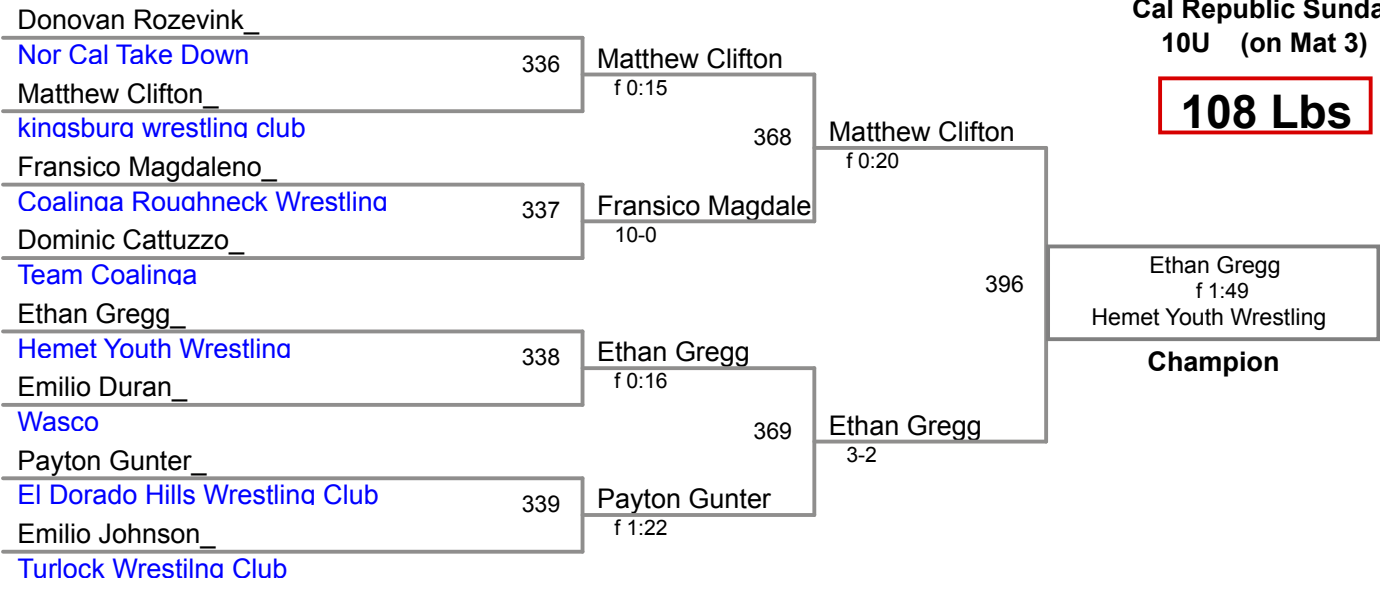 Donovan Rozevink_
Nor Cal Take Down
Matthew Clifton_
kingsburg wrestling club
Fransico Magdaleno_
Coalinga Roughneck Wrestling
Dominic Cattuzzo_
Team Coalinga
Ethan Gregg_
Hemet Youth Wrestling
Emilio Duran_
Wasco
Payton Gunter_
El Dorado Hills Wrestling Club
Emilio Johnson_
Turlock Wrestilng Club
336
337
338
339
Matthew Clifton
f 0:15
Fransico Magdale
10-0
Ethan Gregg
f 0:16
Payton Gunter
f 1:22
368
369
Matthew Clifton
f 0:20
Ethan Gregg
3-2
396
Cal Republic Sunda
10U (on Mat 3)
108 Lbs
Ethan Gregg
f 1:49
Hemet Youth Wrestling
Champion